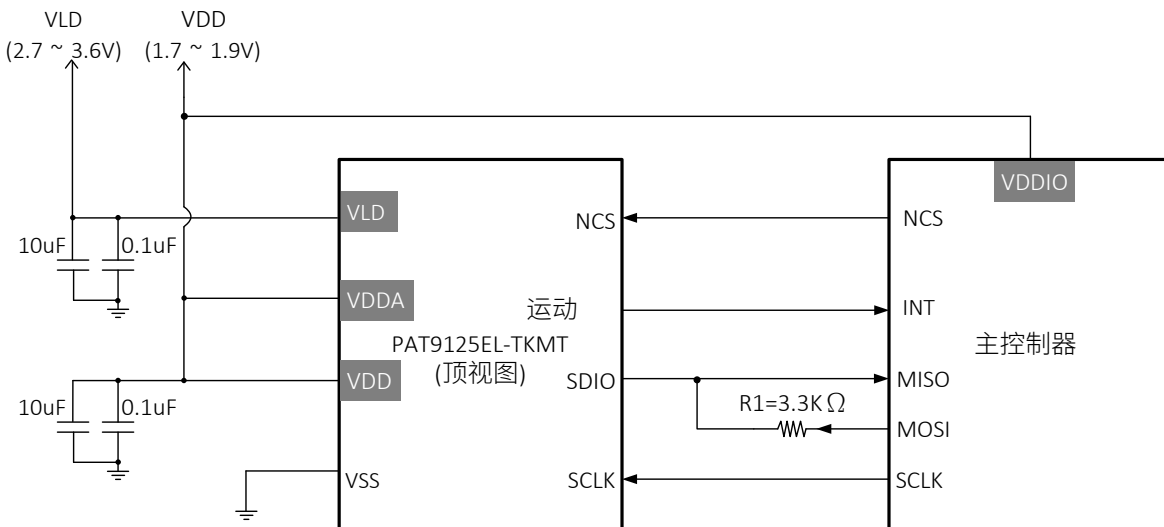 VLD
VDD
(2.7 ~ 3.6V)
(1.7 ~ 1.9V)
VDDIO
VLD
NCS
NCS
10uF
0.1uF
VDDA
运动
INT
PAT9125EL-TKMT
(顶视图)
主控制器
VDD
SDIO
MISO
10uF
0.1uF
R1=3.3KΩ
MOSI
VSS
SCLK
SCLK